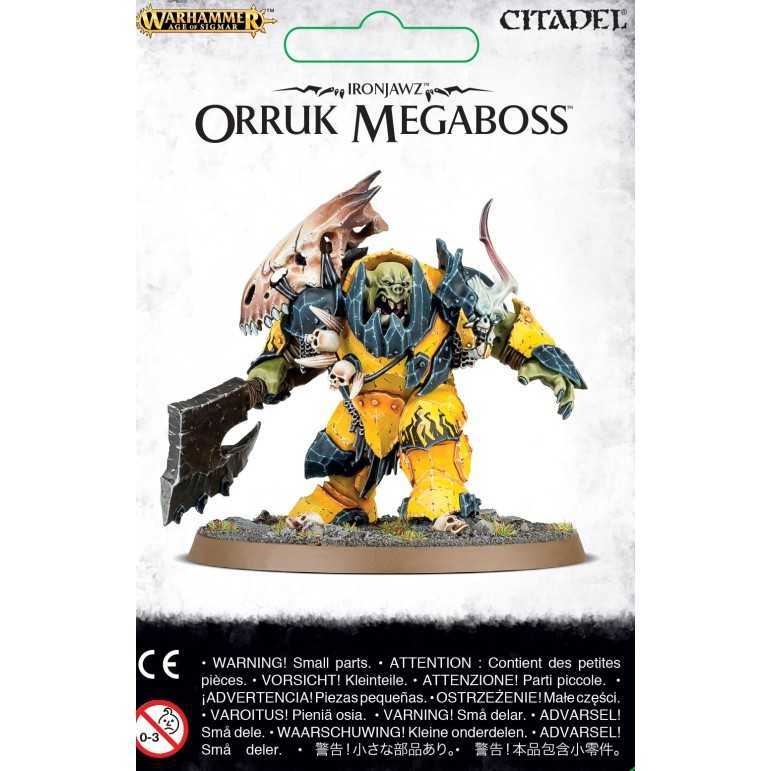 WARHAMMER™
AGE OF SIGMAR
CITADEL®
IRONJAWZ™
ORRUK MEGABOSS™
CE
0-3
• WARNING! Small parts. • ATTENTION : Contient des petites
pièces. • VORSICHT! Kleinteile. • ATTENZIONE! Parti piccole. •
¡ADVERTENCIA! Piezas pequeñas. • OSTRZEŻENIE! Małe części.
• VAROITUS! Pieniä osia. • VARNING! Små delar. • ADVARSEL!
Små dele. • WAARSCHUWING! Kleine onderdelen. • ADVARSEL!
Små deler. • 警告！小さな部品あり。• 警告！本品包含小零件。